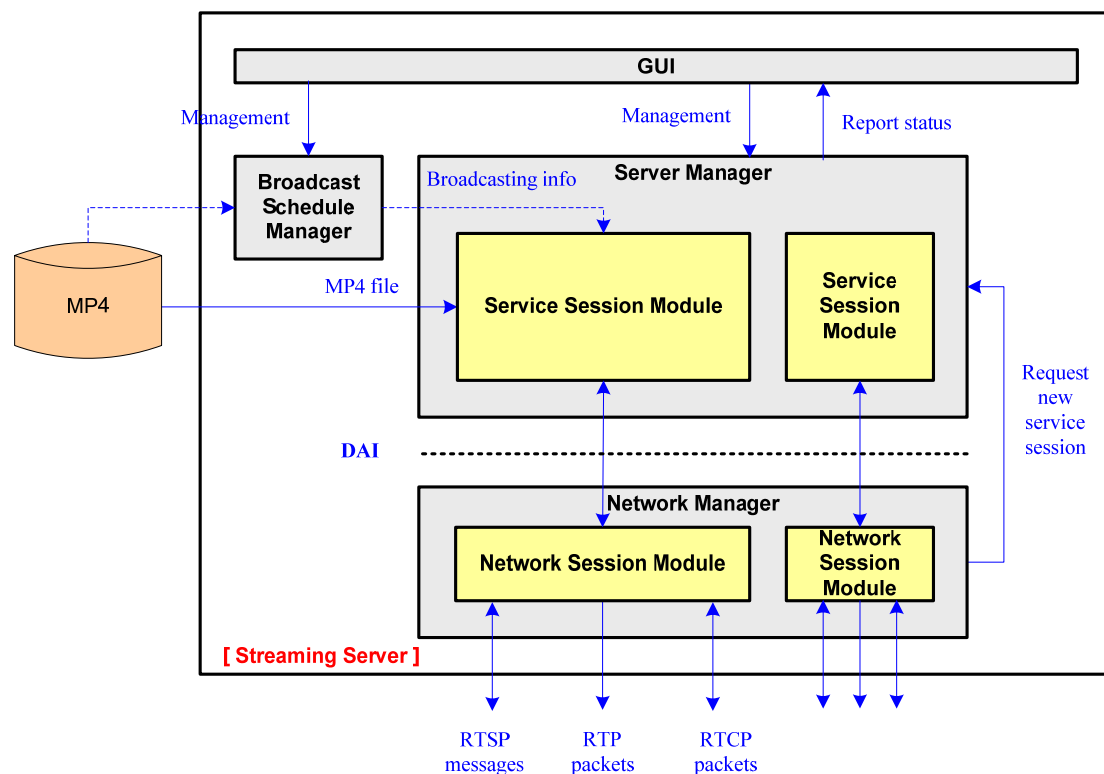 GUI
Management
Management
Report status
Broadcast
Schedule
Manager
Broadcasting info
Server Manager
MP4
MP4 file
Service Session Module
Service
Session
Module
Request
new
service
session
DAI
Network Manager
Network Session Module
Network
Session
Module
[ Streaming Server ]
RTSP
messages
RTP
packets
RTCP
packets